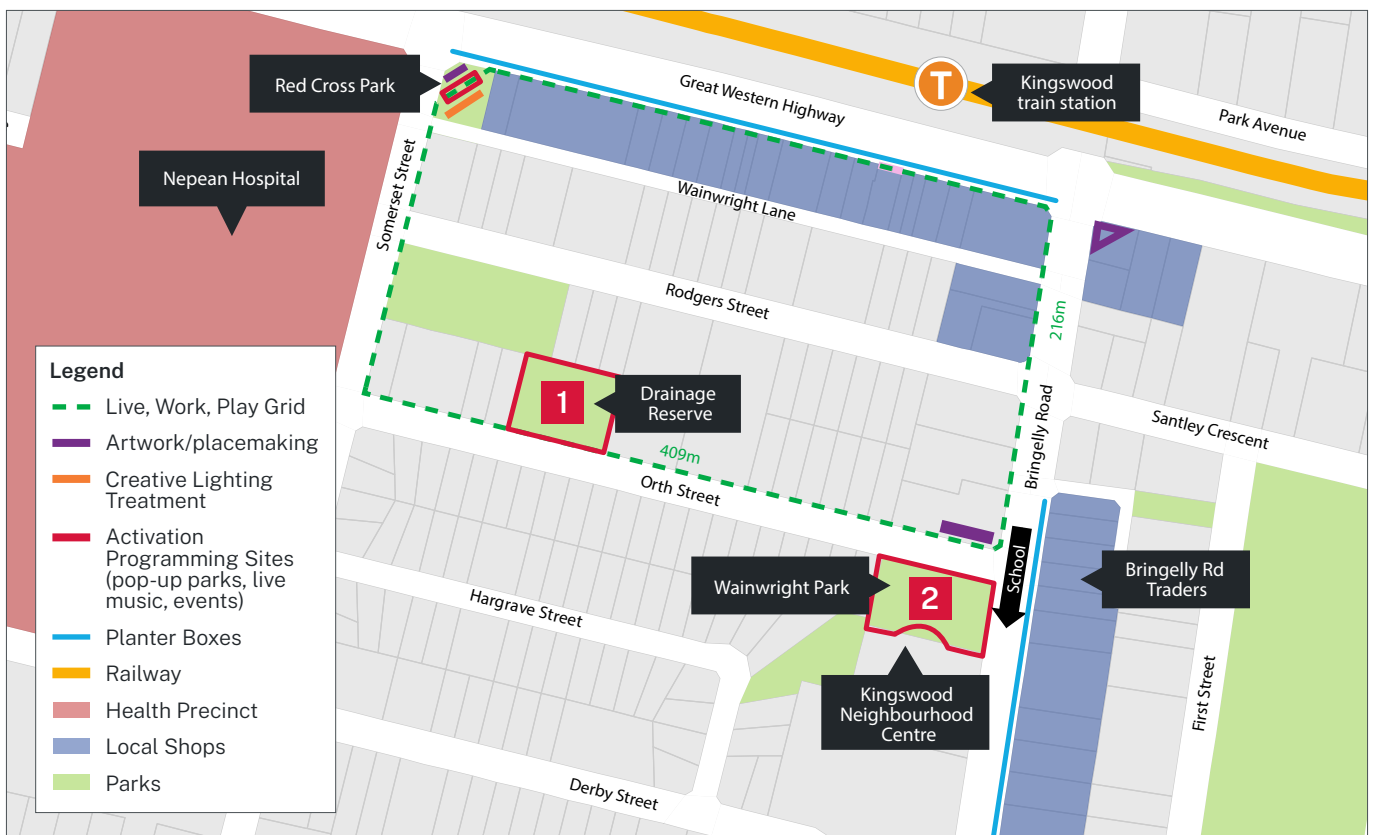 Red Cross Park
Great Western Highway
T
Kingswood
train station
Park Avenue
Nepean Hospital
Somerset Street
Wainwright Lane
Rodgers Street
216m
Legend
Live, Work, Play Grid
Artwork/placemaking
Creative Lighting
Treatment
Activation
Programming Sites
(pop-up parks, live
music, events)
Planter Boxes
Railway
Health Precinct
Local Shops
Parks
1
Drainage
Reserve
Bringelly Road
Santley Crescent
409m
Orth Street
School
Wainwright Park
2
Bringelly Rd
Traders
Hargrave Street
Kingswood
Neighbourhood
Centre
First Street
Derby Street